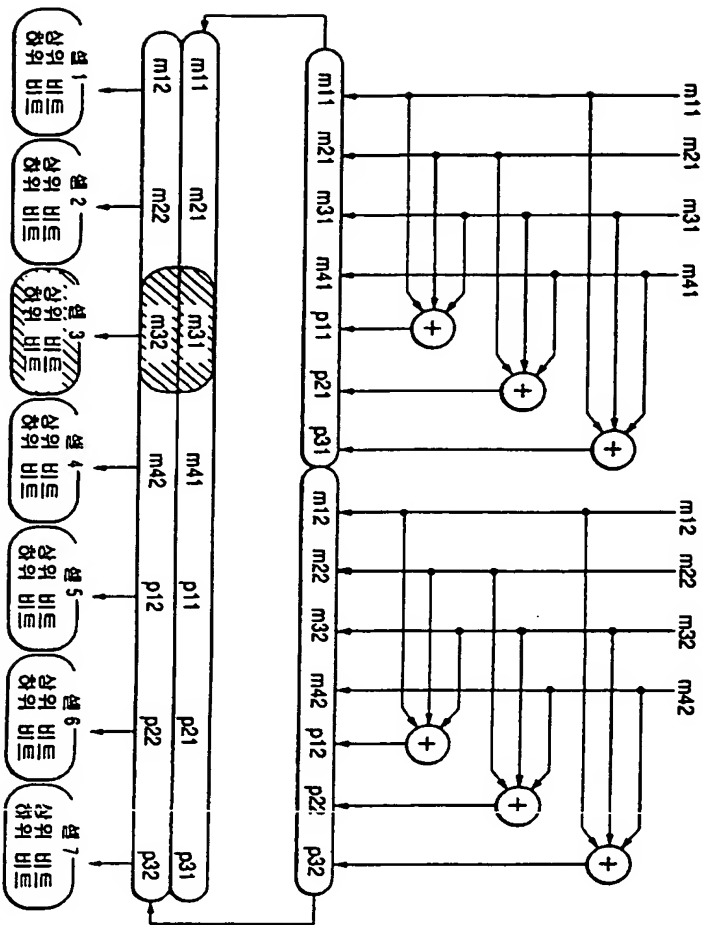 m11 m21 m31 m41 m12 m22 m32 m42
+ + + + + +
m11 m21 m31 m41 p11 p21 p31 m12 m22 m32 m42 p12 p22 p32
m11 m21 m31 m41 p11 p21 p31
m12 m22 m32 m42 p12 p22 p32
셀 1 셀 2 셀 3 셀 4 셀 5 셀 6 셀 7
상위 비트 상위 비트 상위 비트 상위 비트 상위 비트 상위 비트 상위 비트
하위 비트 하위 비트 하위 비트 하위 비트 하위 비트 하위 비트 하위 비트